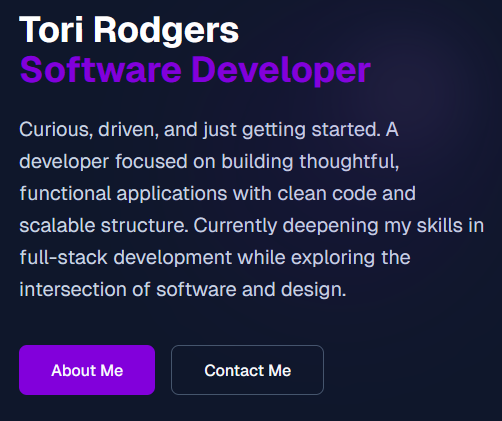 Tori Rodgers
Software Developer
Curious, driven, and just getting started. A
developer focused on building thoughtful,
functional applications with clean code and
scalable structure. Currently deepening my skills in
full-stack development while exploring the
intersection of software and design.
About Me
Contact Me